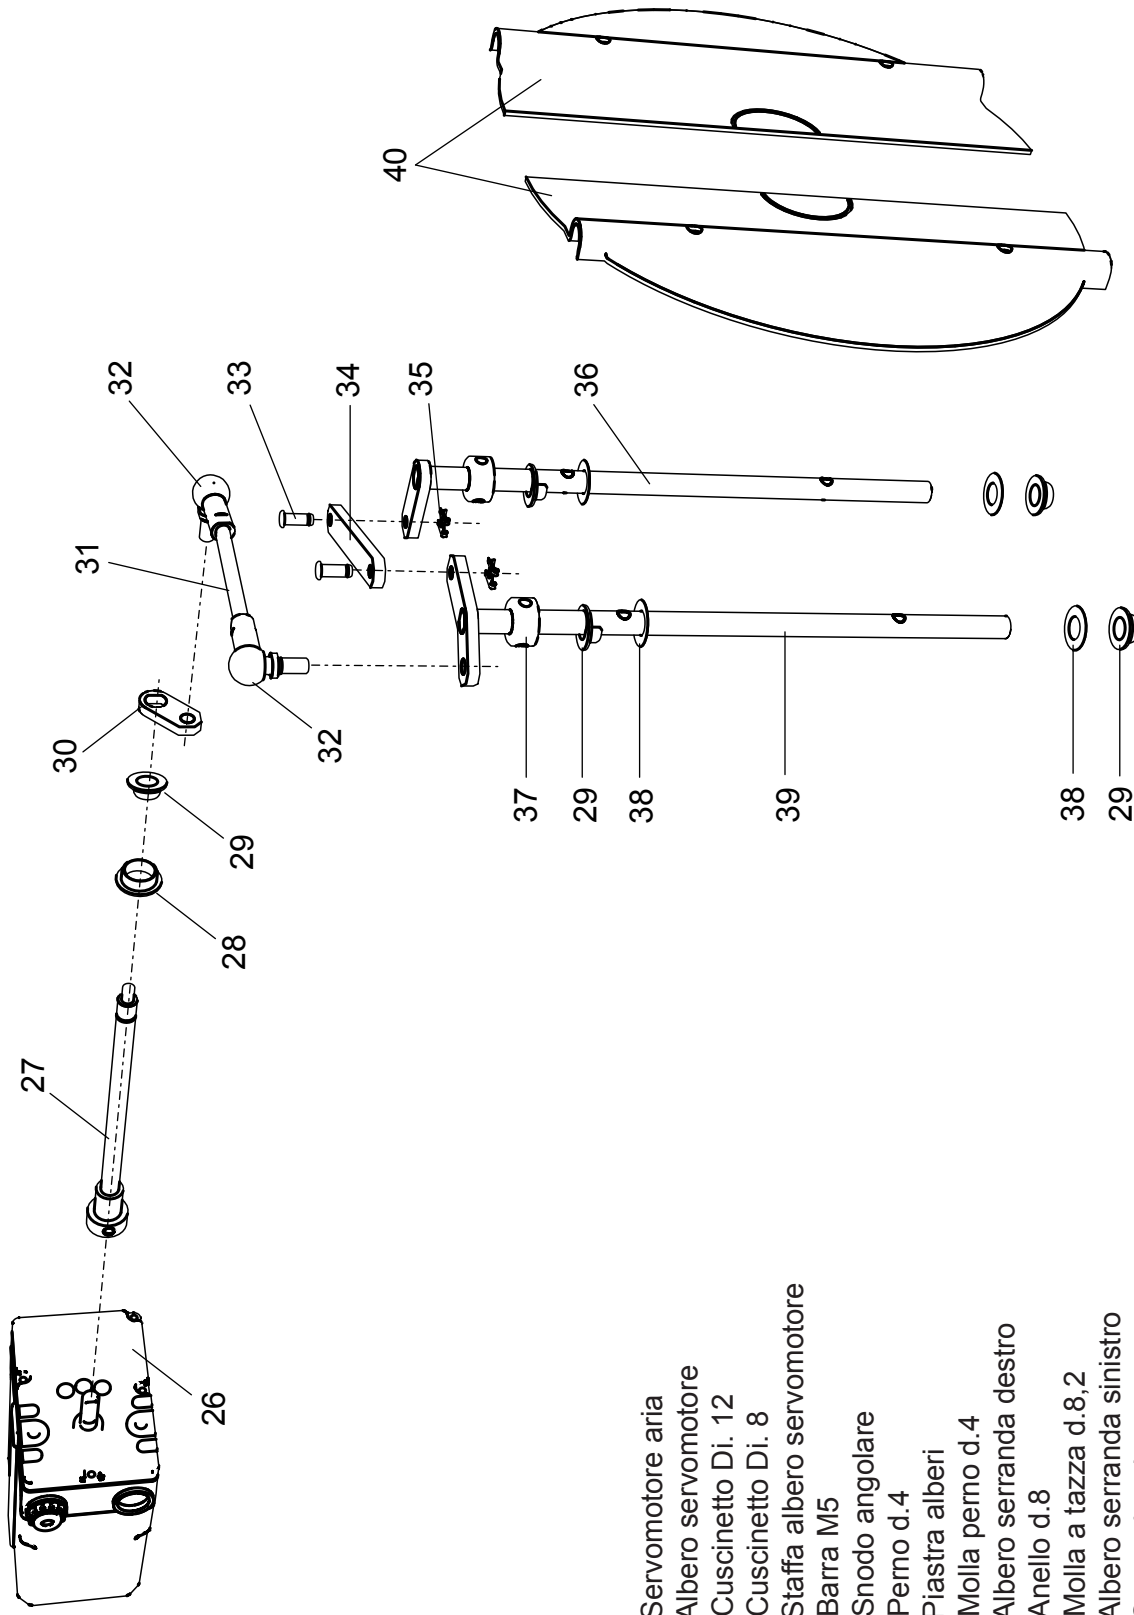 40
32
33
34
35
36
31
30
32
29
28
37
29
38
39
38
29
27
26
Servomotore aria
Albero servomotore
Cuscinetto Di. 12
Cuscinetto Di. 8
Staffa albero servomotore
Barra M5
Snodo angolare
Perno d.4
Piastra alberi
Molla perno d.4
Albero serranda destro
Anello d.8
Molla a tazza d.8,2
Albero serranda sinistro